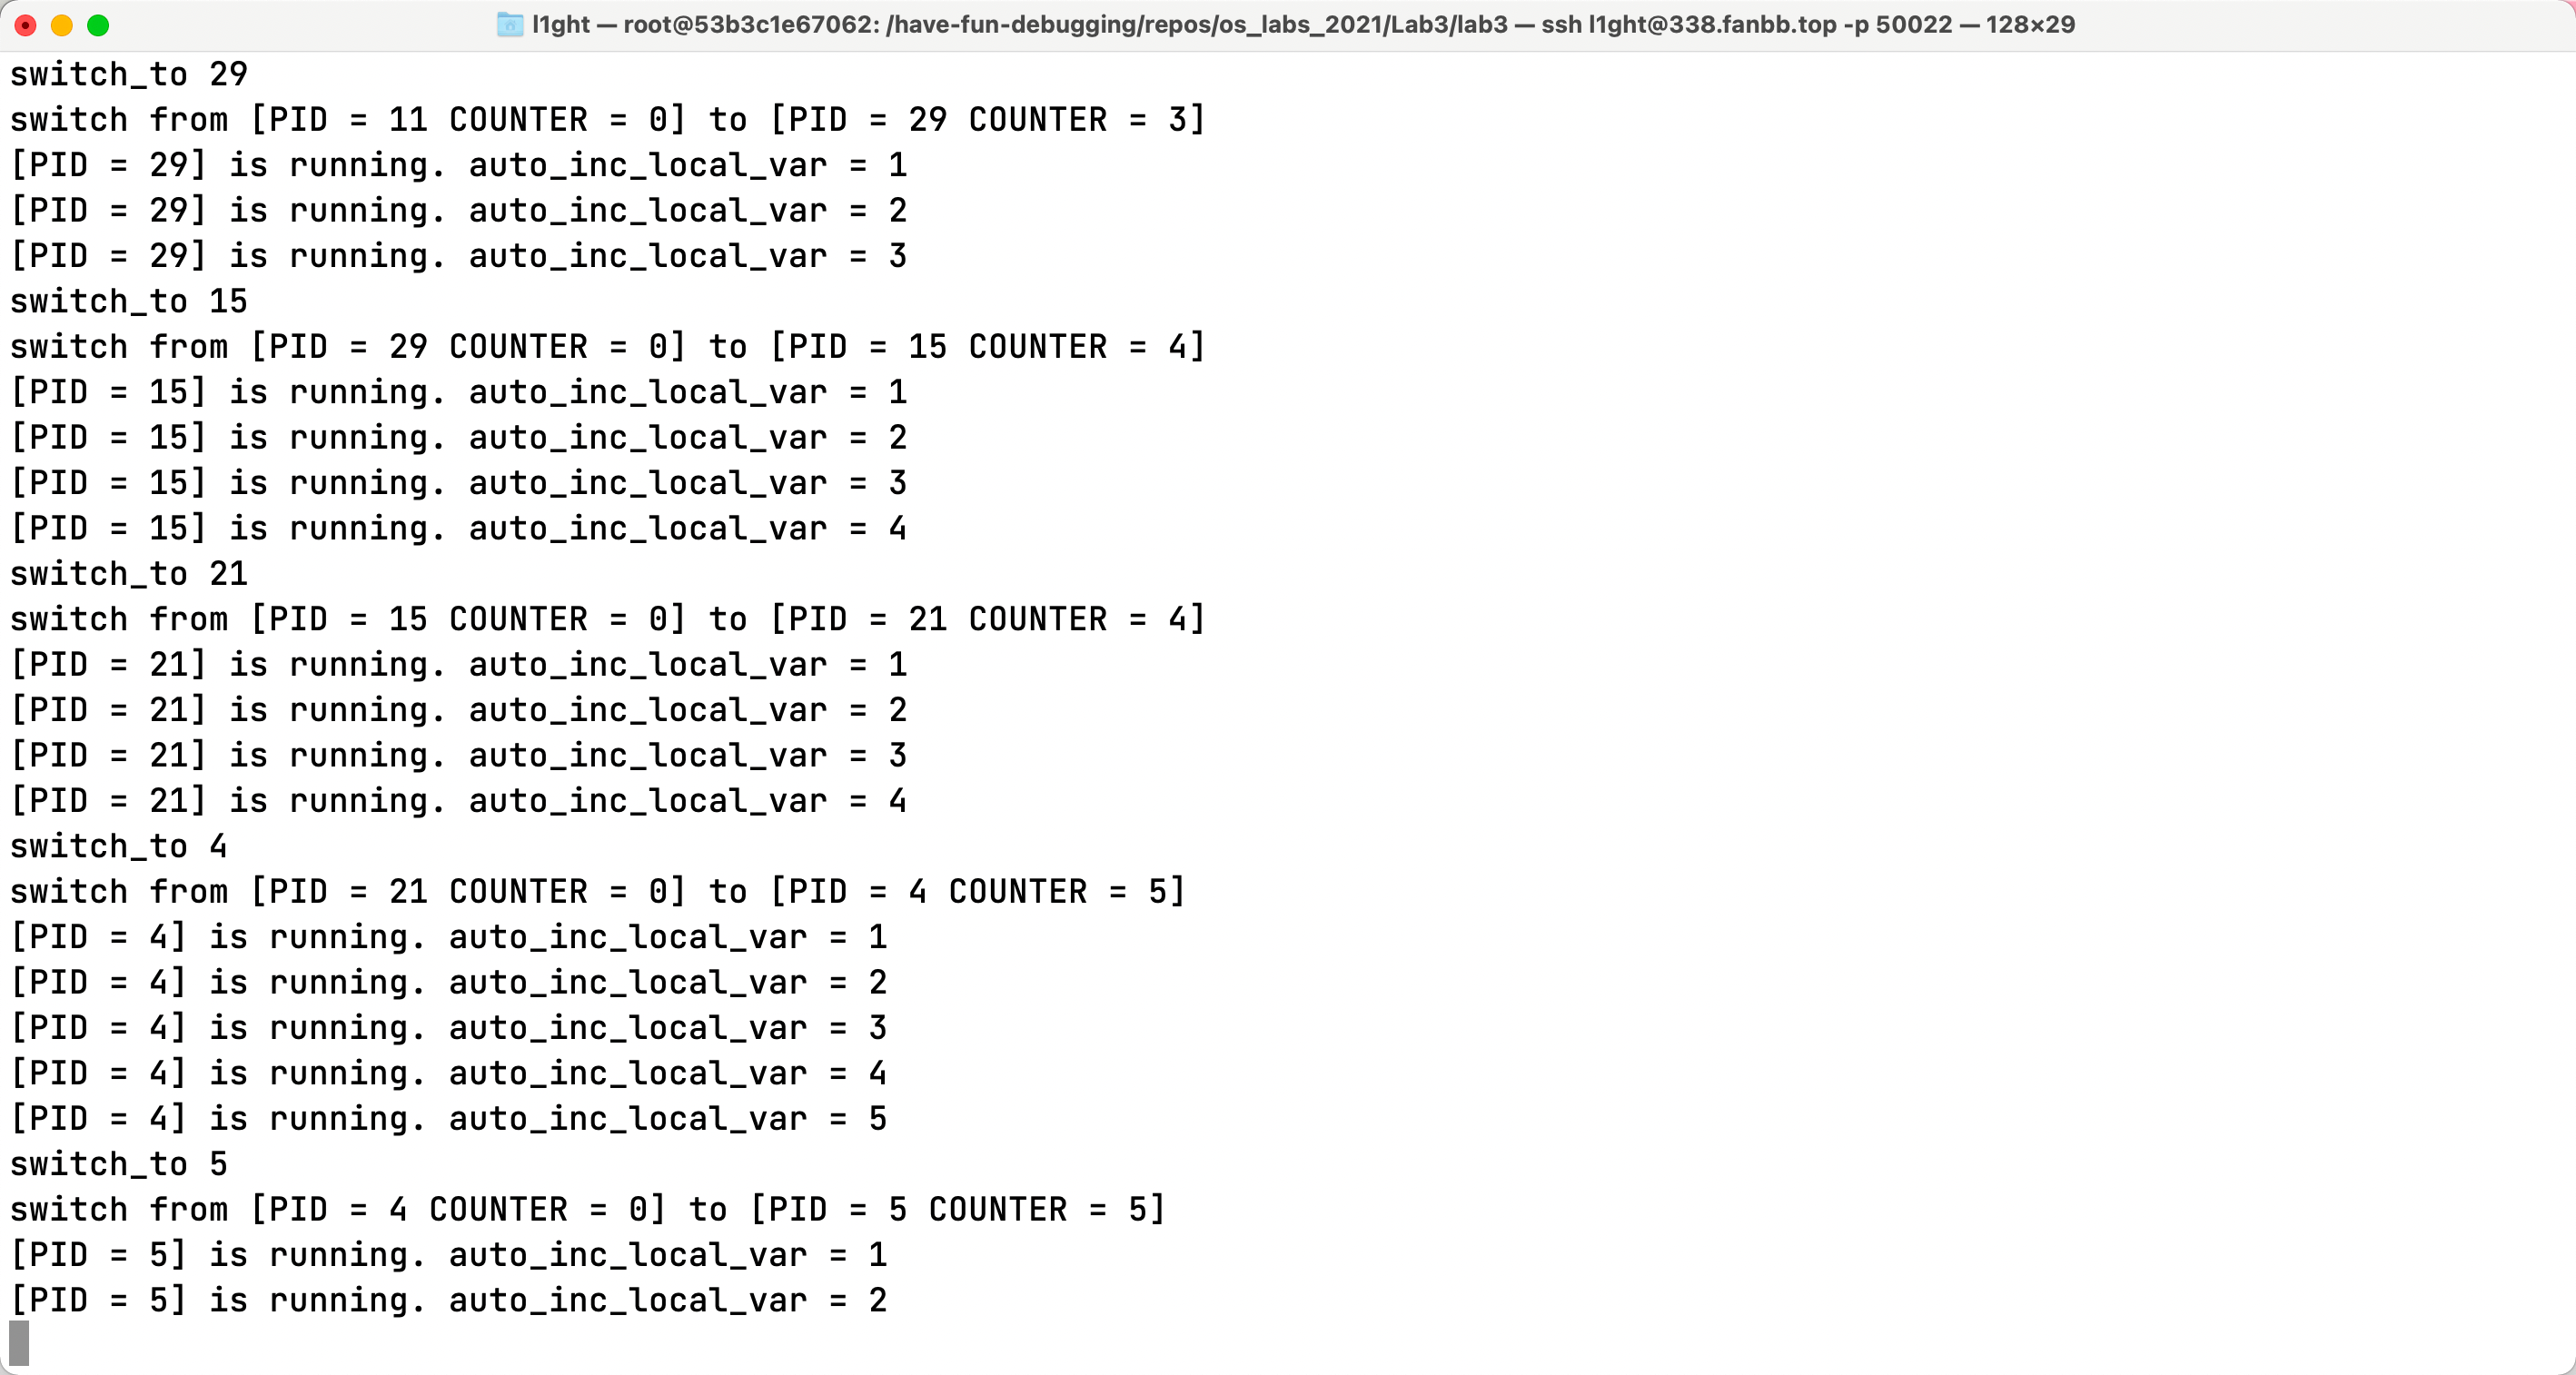 l1ght — root@53b3c1e67062: /have-fun-debugging/repos/os_labs_2021/Lab3/lab3 — ssh l1ght@338.fanbb.top -p 50022 — 128×29
switch_to 29
switch from [PID = 11 COUNTER = 0] to [PID = 29 COUNTER = 3]
[PID = 29] is running. auto_inc_local_var = 1
[PID = 29] is running. auto_inc_local_var = 2
[PID = 29] is running. auto_inc_local_var = 3
switch_to 15
switch from [PID = 29 COUNTER = 0] to [PID = 15 COUNTER = 4]
[PID = 15] is running. auto_inc_local_var = 1
[PID = 15] is running. auto_inc_local_var = 2
[PID = 15] is running. auto_inc_local_var = 3
[PID = 15] is running. auto_inc_local_var = 4
switch_to 21
switch from [PID = 15 COUNTER = 0] to [PID = 21 COUNTER = 4]
[PID = 21] is running. auto_inc_local_var = 1
[PID = 21] is running. auto_inc_local_var = 2
[PID = 21] is running. auto_inc_local_var = 3
[PID = 21] is running. auto_inc_local_var = 4
switch_to 4
switch from [PID = 21 COUNTER = 0] to [PID = 4 COUNTER = 5]
[PID = 4] is running. auto_inc_local_var = 1
[PID = 4] is running. auto_inc_local_var = 2
[PID = 4] is running. auto_inc_local_var = 3
[PID = 4] is running. auto_inc_local_var = 4
[PID = 4] is running. auto_inc_local_var = 5
switch_to 5
switch from [PID = 4 COUNTER = 0] to [PID = 5 COUNTER = 5]
[PID = 5] is running. auto_inc_local_var = 1
[PID = 5] is running. auto_inc_local_var = 2